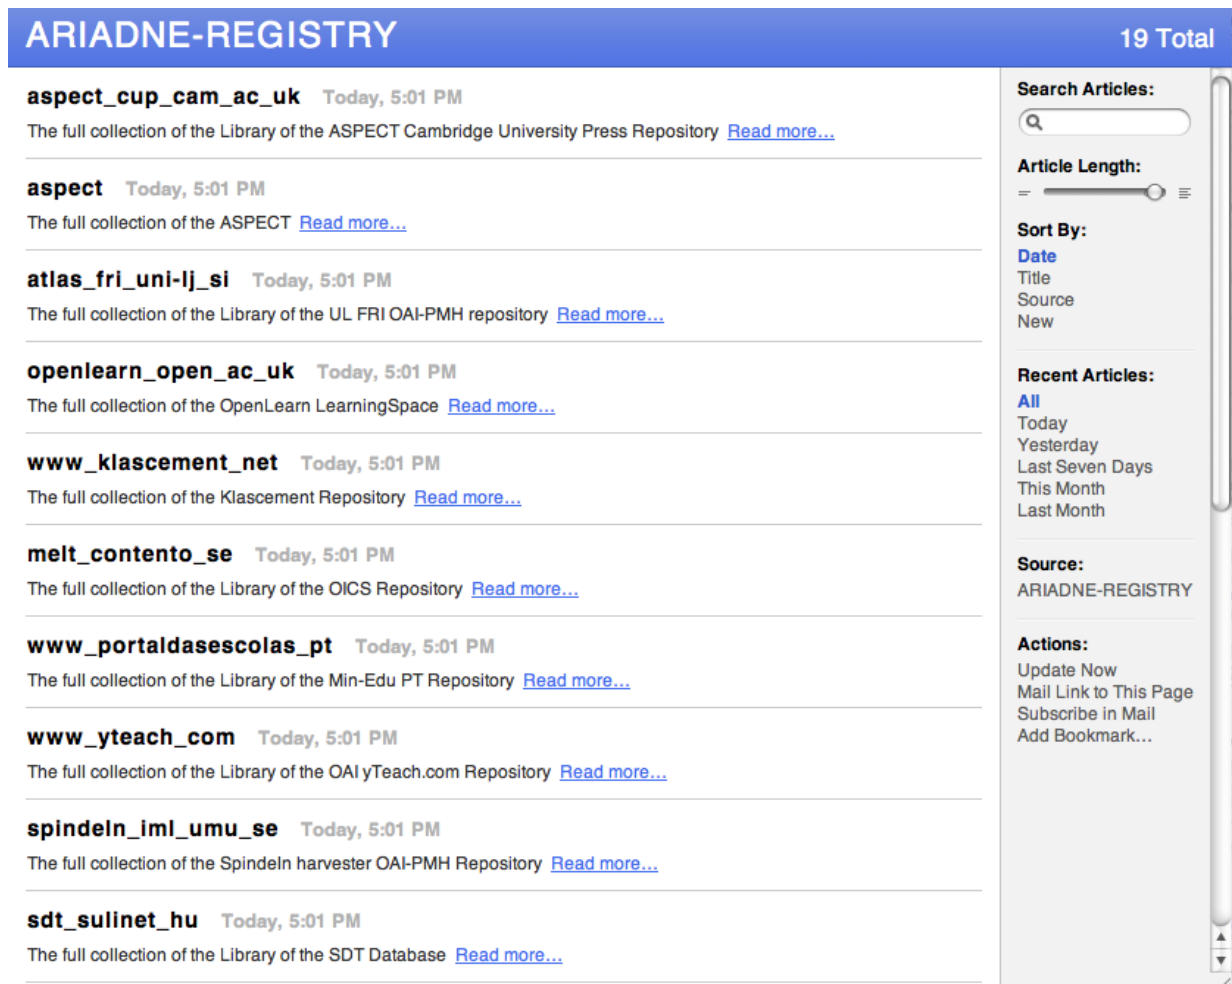 ARIADNE-REGISTRY
19 Total
aspect_cup_cam_ac_uk Today, 5:01 PM
The full collection of the Library of the ASPECT Cambridge University Press Repository Read more...
aspect Today, 5:01 PM
The full collection of the ASPECT Read more...
atlas_fri_uni-lj_si Today, 5:01 PM
The full collection of the Library of the UL FRI OAI-PMH repository Read more...
openlearn_open_ac_uk Today, 5:01 PM
The full collection of the OpenLearn LearningSpace Read more...
www_klascement_net Today, 5:01 PM
The full collection of the Klascement Repository Read more...
melt_contento_se Today, 5:01 PM
The full collection of the Library of the OICS Repository Read more...
www_portaldasescolas_pt Today, 5:01 PM
The full collection of the Library of the Min-Edu PT Repository Read more...
www_yteach_com Today, 5:01 PM
The full collection of the Library of the OAI yTeach.com Repository Read more...
spindeln_iml_umu_se Today, 5:01 PM
The full collection of the Spindeln harvester OAI-PMH Repository Read more...
sdt_sulinet_hu Today, 5:01 PM
The full collection of the Library of the SDT Database Read more...
Search Articles:
Article Length:
Sort By:
Date
Title
Source
New
Recent Articles:
All
Today
Yesterday
Last Seven Days
This Month
Last Month
Source:
ARIADNE-REGISTRY
Actions:
Update Now
Mail Link to This Page
Subscribe in Mail
Add Bookmark...